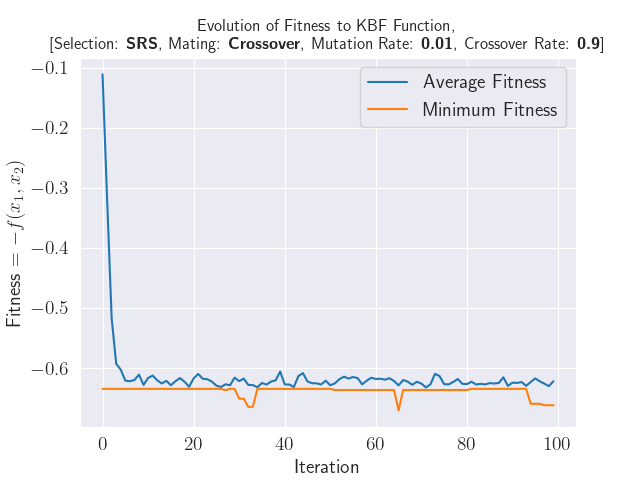 Evolution of Fitness to KBF Function,
[Selection: SRS, Mating: Crossover, Mutation Rate: 0.01, Crossover Rate: 0.9]
Average Fitness
Minimum Fitness
−0.1
−0.2
−0.3
−0.4
−0.5
−0.6
Fitness = −f(x₁, x₂)
0 20 40 60 80 100
Iteration